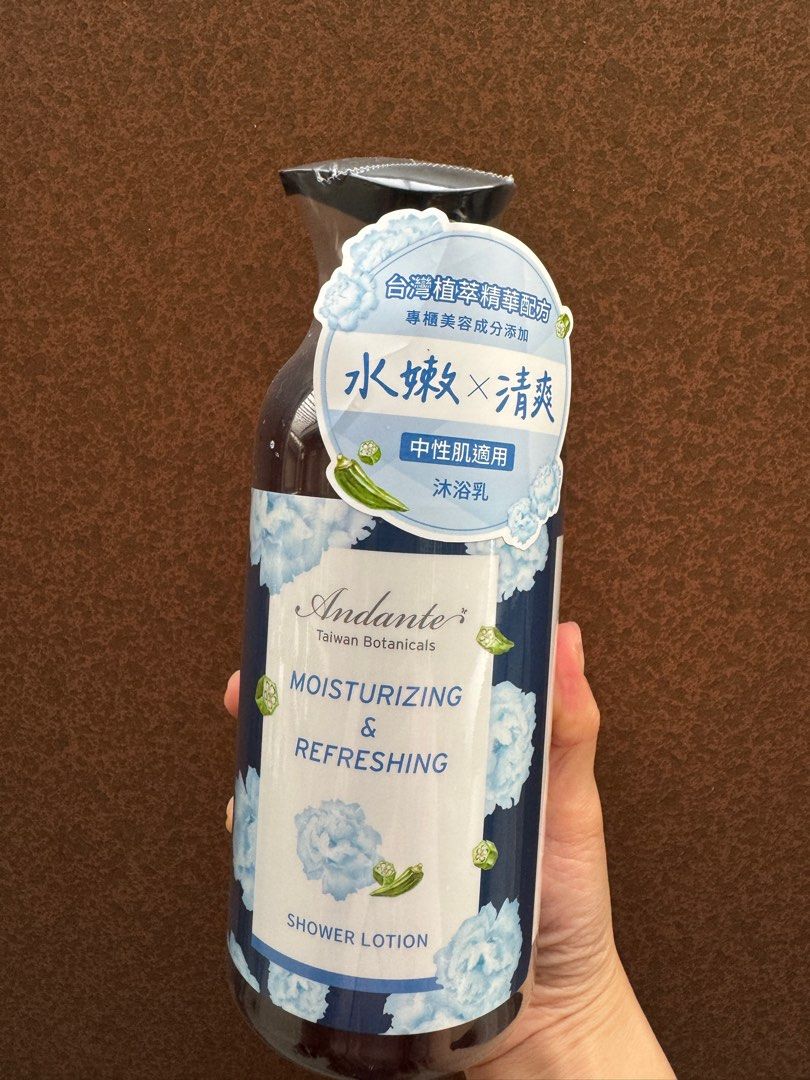 台灣植萃精華配方
專櫃美容成分添加
水嫩×清爽
中性肌適用
沐浴乳
Andante
Taiwan Botanicals
MOISTURIZING
&
REFRESHING
SHOWER LOTION